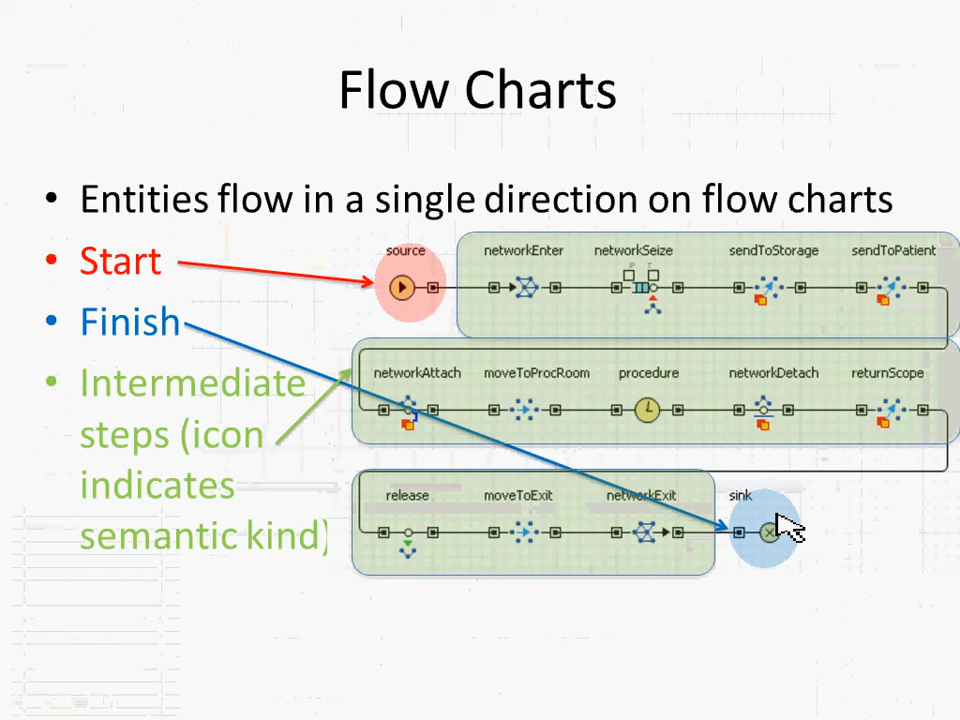 Flow Charts
• Entities flow in a single direction on flow charts
• Start
• Finish
• Intermediate
steps (icon
indicates
semantic kind)
source networkEnter networkSeize sendToStorage sendToPatient
networkAttach moveToProcRoom procedure networkDetach returnScope
release moveToExit networkExit sink